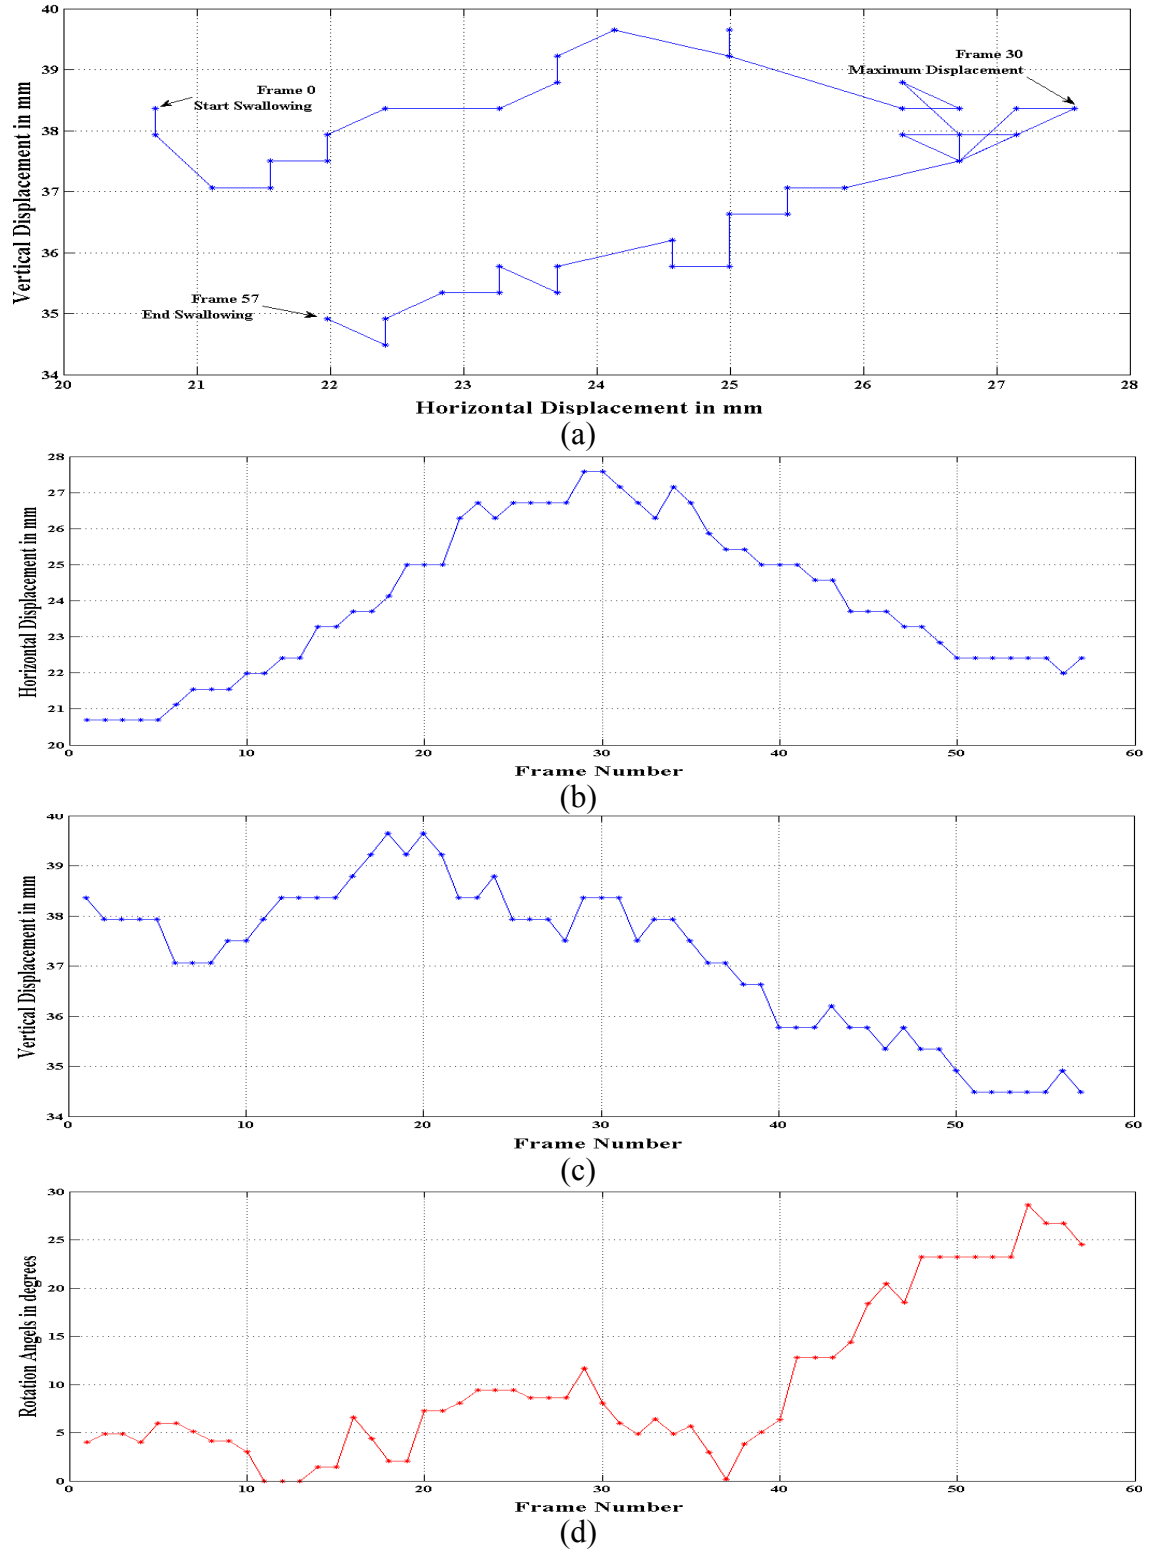 40
39
38
37
36
35
34
Vertical Displacement in mm
Frame 0
Start Swallowing
Frame 30
Maximum Displacement
Frame 57
End Swallowing
20 21 22 23 24 25 26 27 28
Horizontal Displacement in mm
(a)
28
27
26
25
24
23
22
21
20
Horizontal Displacement in mm
0 10 20 30 40 50 60
Frame Number
(b)
40
39
38
37
36
35
34
Vertical Displacement in mm
0 10 20 30 40 50 60
Frame Number
(c)
30
25
20
15
10
5
0
Rotation Angels in degrees
0 10 20 30 40 50 60
Frame Number
(d)